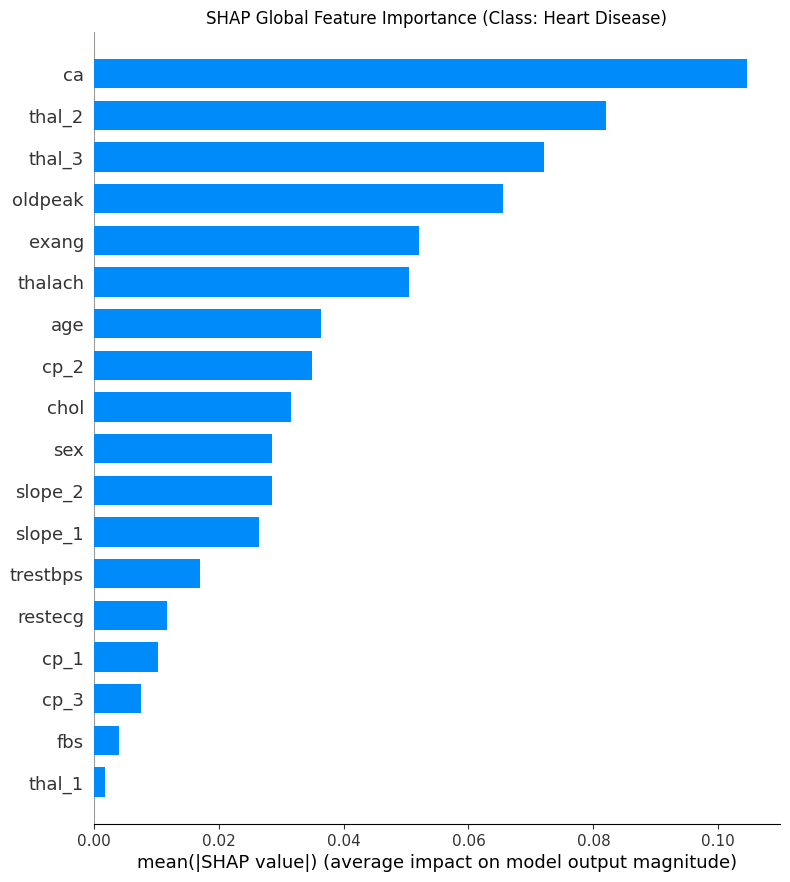 SHAP Global Feature Importance (Class: Heart Disease)
ca
thal_2
thal_3
oldpeak
exang
thalach
age
cp_2
chol
sex
slope_2
slope_1
trestbps
restecg
cp_1
cp_3
fbs
thal_1
0.00 0.02 0.04 0.06 0.08 0.10
mean(|SHAP value|) (average impact on model output magnitude)